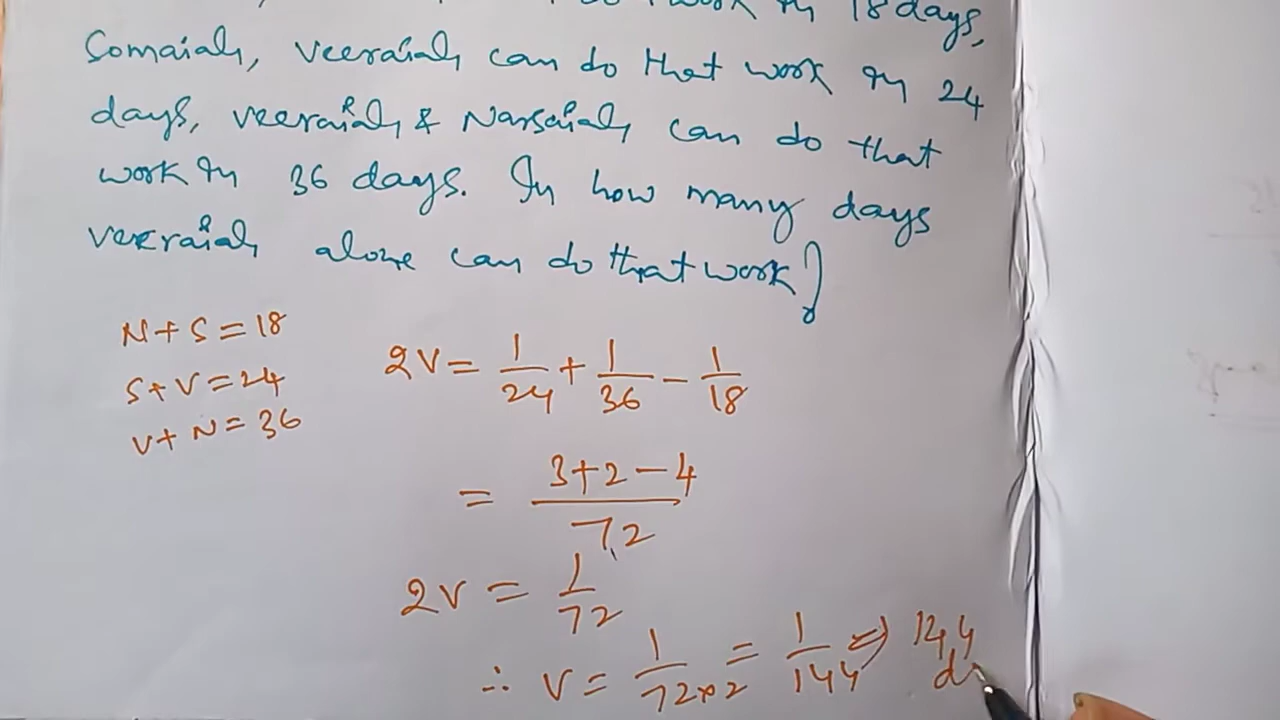 work in 18 days,
Somaiah, veeraiah can do that work in 24
days, veeraiah & Narsaiah can do that
work in 36 days. In how many days
veeraiah alone can do that work?
N+S=18
S+V=24
V+N=36
2V = 1/24 + 1/36 - 1/18
= 3+2-4/72
2V = 1/72
∴ V = 1/72×2 = 1/144 ⇒ 144
d